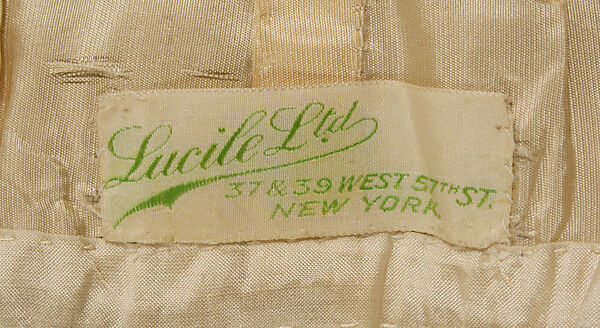 Lucile Ltd
37 & 39 WEST 57TH ST.
NEW YORK.